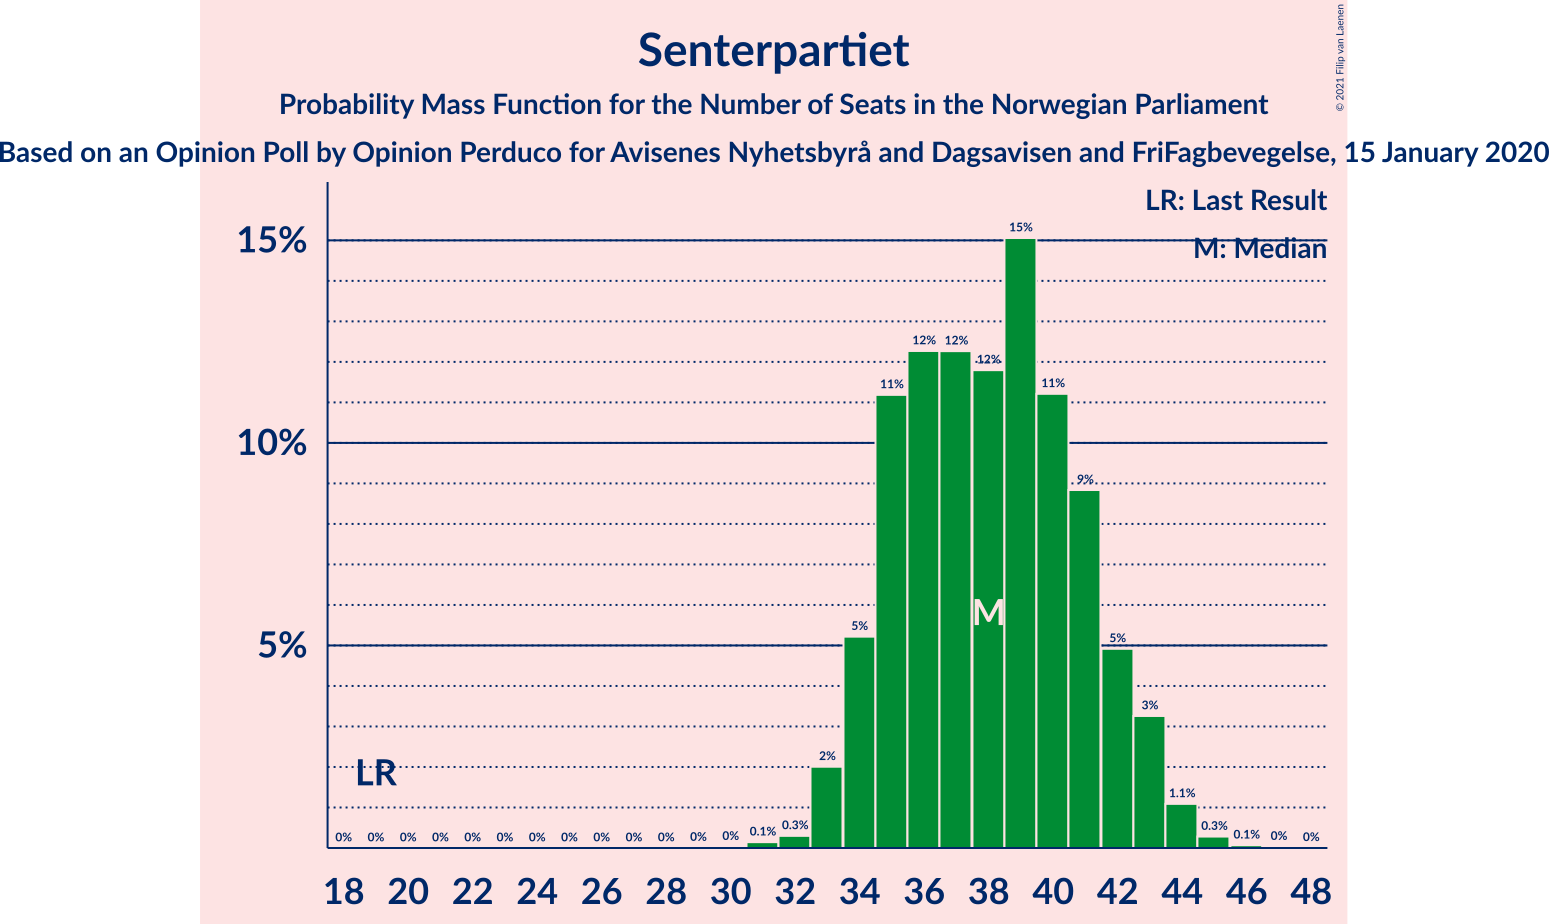 Senterpartiet
Probability Mass Function for the Number of Seats in the Norwegian Parliament
Based on an Opinion Poll by Opinion Perduco for Avisenes Nyhetsbyrå and Dagsavisen and FriFagbevegelse, 15 January 2020
© 2021 Filip van Laenen
LR: Last Result
M: Median
15%
10%
5%
LR
M
0% 0% 0% 0% 0% 0% 0% 0% 0% 0% 0% 0% 0% 0.1% 0.3% 2% 5% 11% 12% 12% 12% 15% 11% 9% 5% 3% 1.1% 0.3% 0.1% 0% 0%
18 20 22 24 26 28 30 32 34 36 38 40 42 44 46 48